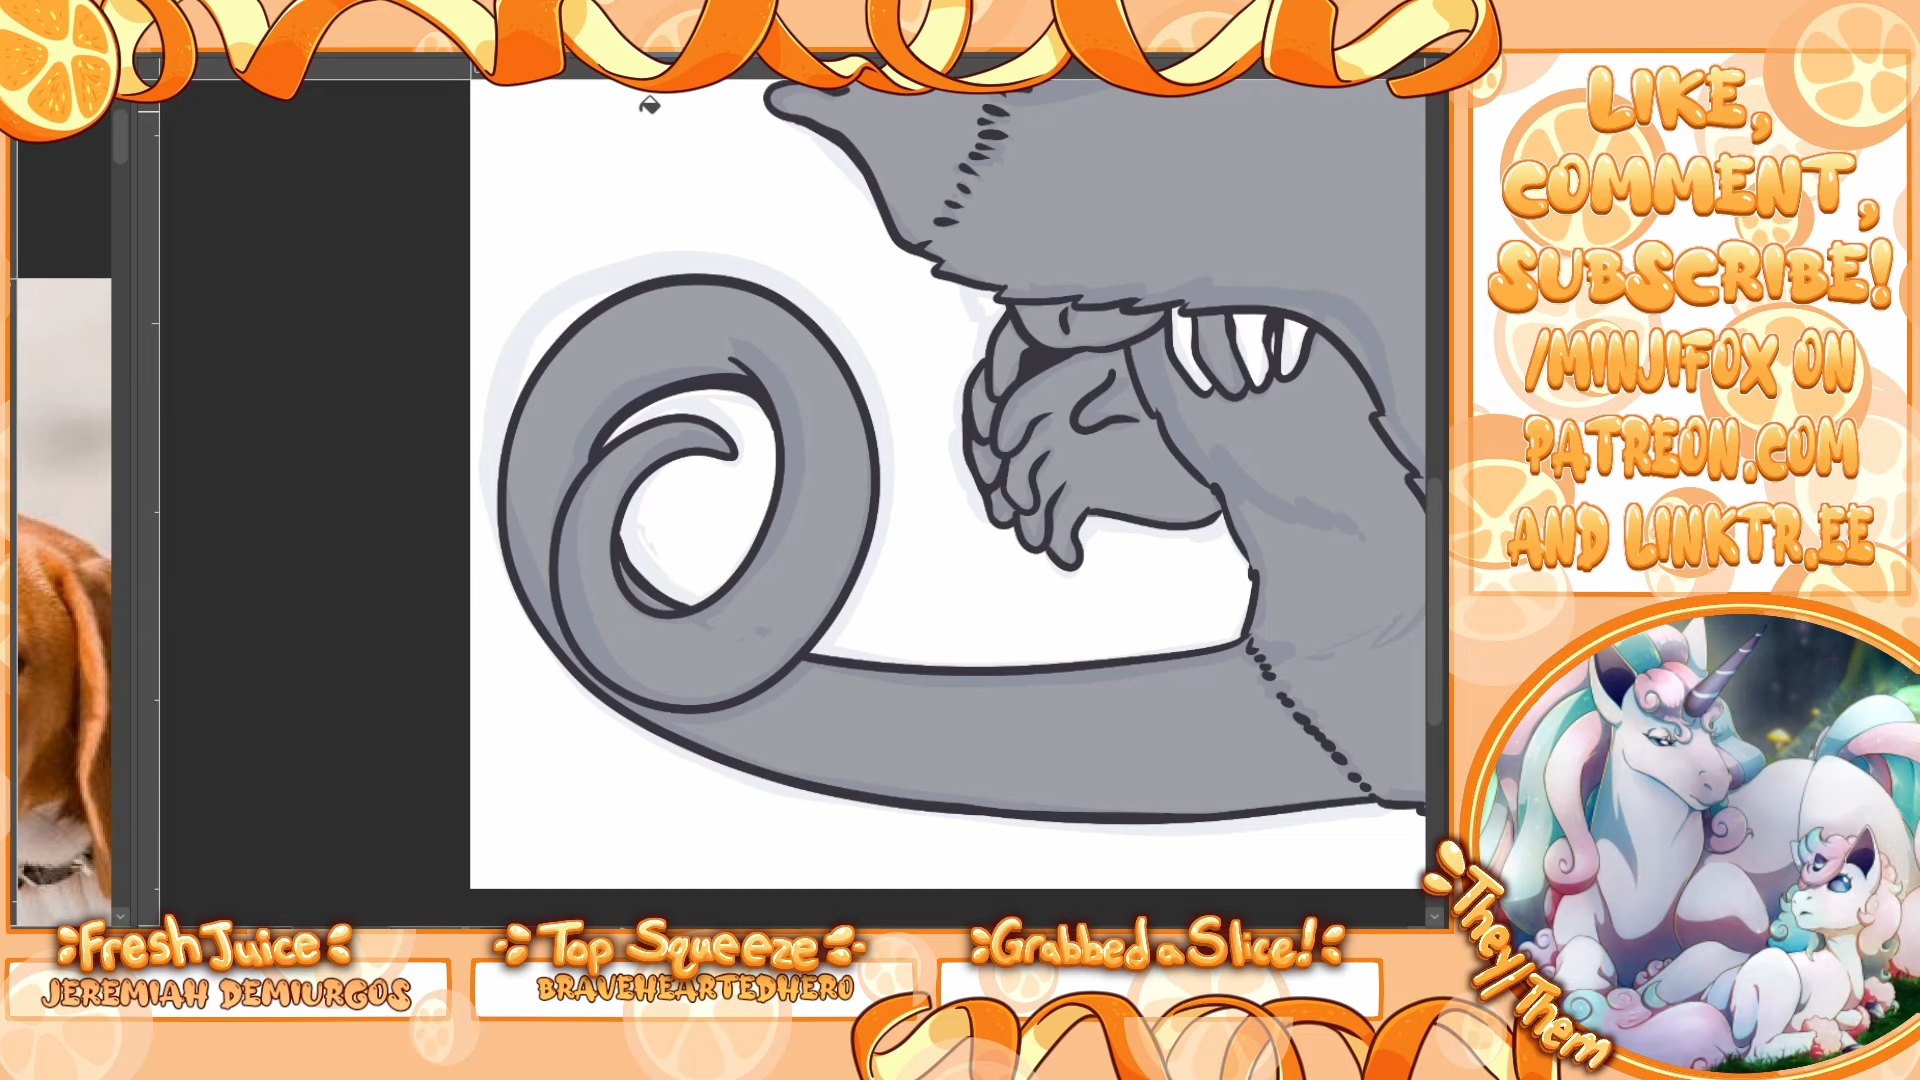 LIKE,
COMMENT,
SUBSCRIBE!
/MINJIFOX ON
PATREON.COM
AND LINKTR.EE
They/Them
Fresh Juice
JEREMIAH DEMIURGOS
Top Squeeze
BRAVEHEARTEDHERO
Grabbed a Slice!